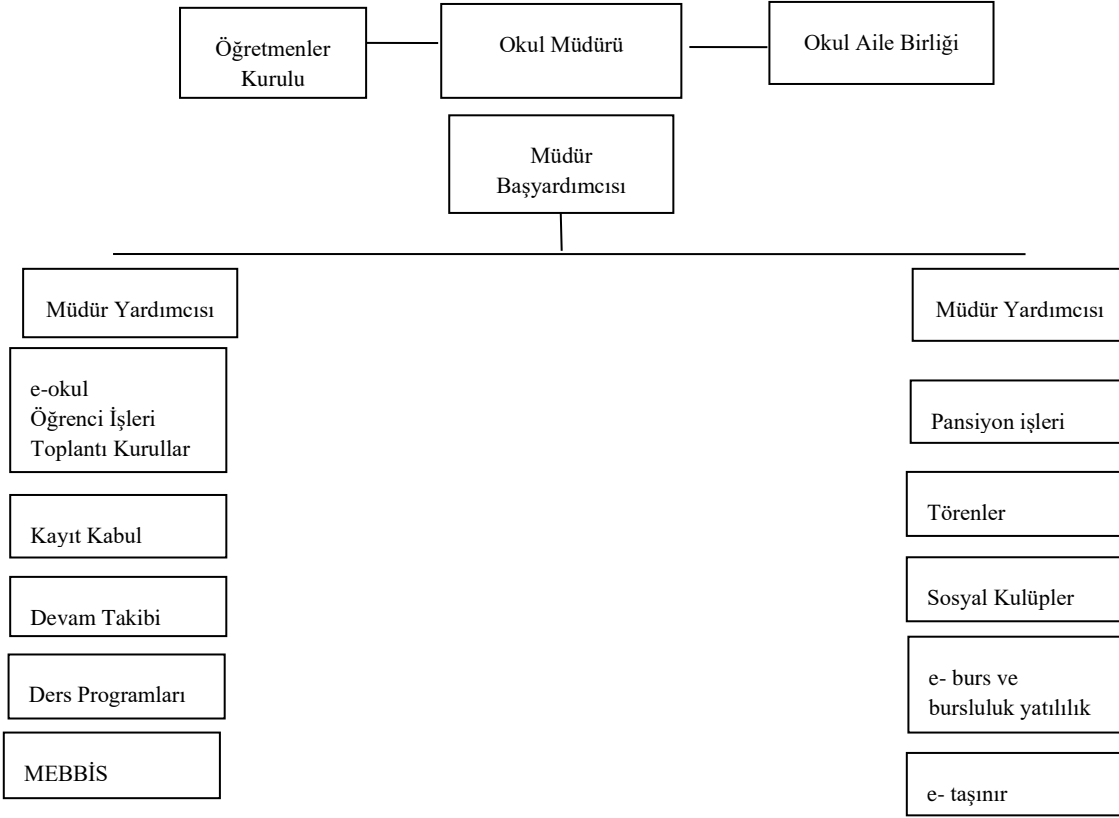 Öğretmenler
Kurulu
Okul Müdürü
Okul Aile Birliği
Müdür
Başyardımcısı
Müdür Yardımcısı
e-okul
Öğrenci İşleri
Toplantı Kurullar
Kayıt Kabul
Devam Takibi
Ders Programları
MEBBİS
Müdür Yardımcısı
Pansiyon işleri
Törenler
Sosyal Kulüpler
e- burs ve
bursluluk yatılılık
e- taşınır